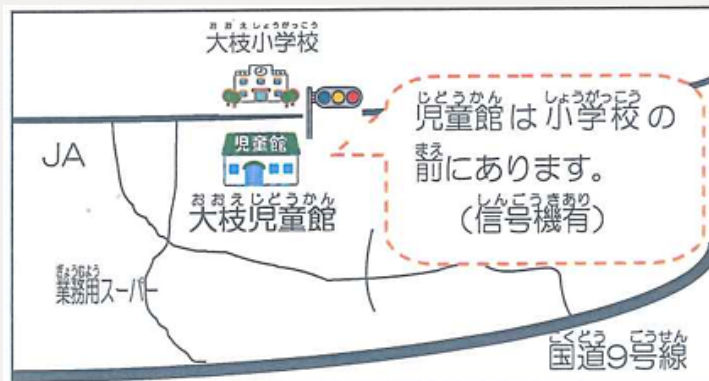 おおえしょうがっこう
大枝小学校
児童館
JA
おおえじどうかん
大枝児童館
じどうかん しょうがっこう
児童館は小学校の
まえ
前にあります。
しんごうきあり
（信号機有）
ぎょうむよう
業務用スーパー
こくどう ごうせん
国道9号線